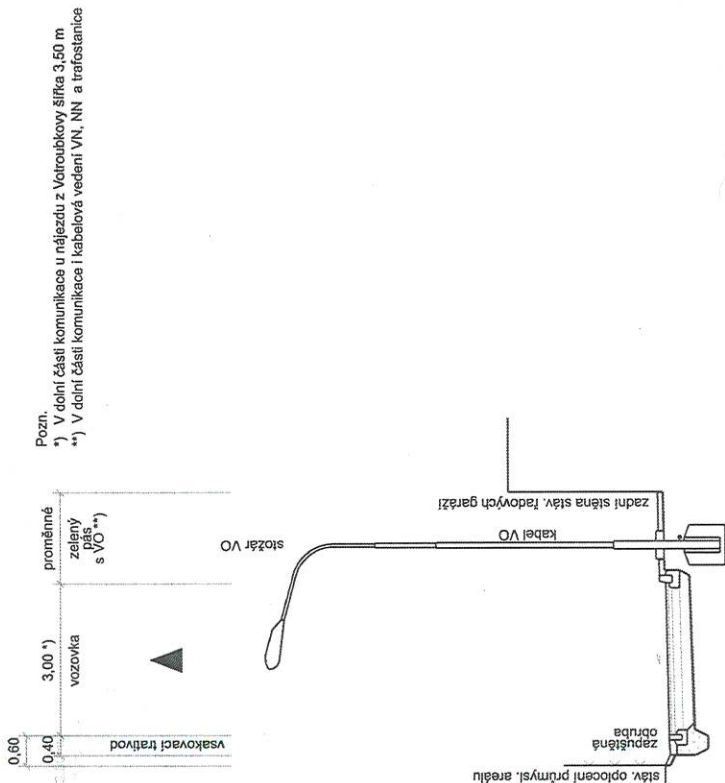 Pozn.
*) V dolní části komunikace u nájezdu z Votroubkovy šířka 3,50 m
**) V dolní části komunikace i kabelová vedení VN, NN a trafostanice
0,60
0,40
3,00 *)
proměnné
vsakovací trativod
vozovka
zelený
pás
s VO **)
stožár VO
kabel VO
zadní stěna stáv. řadových garáží
zapuštěná
obruba
stáv. oplocení průmysl. areálu